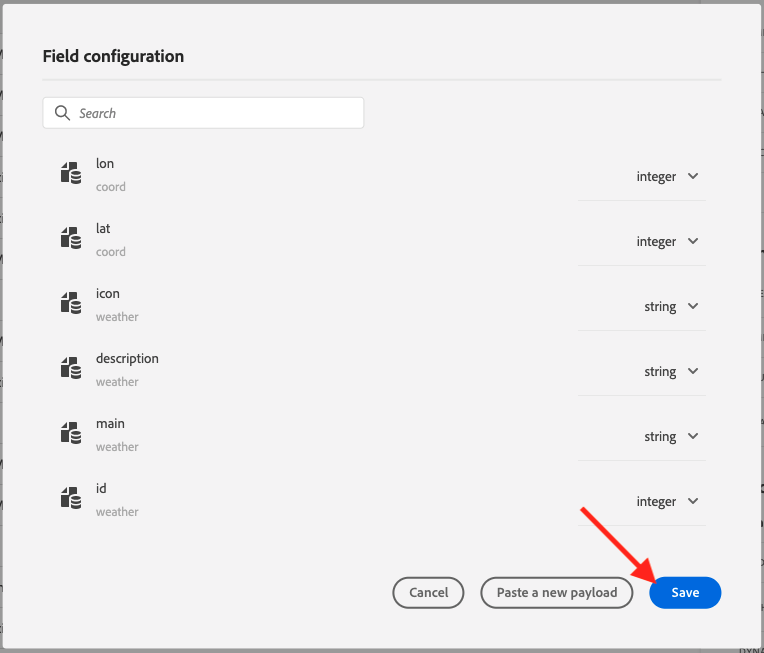 Field configuration
Search
lon
coord
integer
lat
coord
integer
icon
weather
string
description
weather
string
main
weather
string
id
weather
integer
Cancel
Paste a new payload
Save